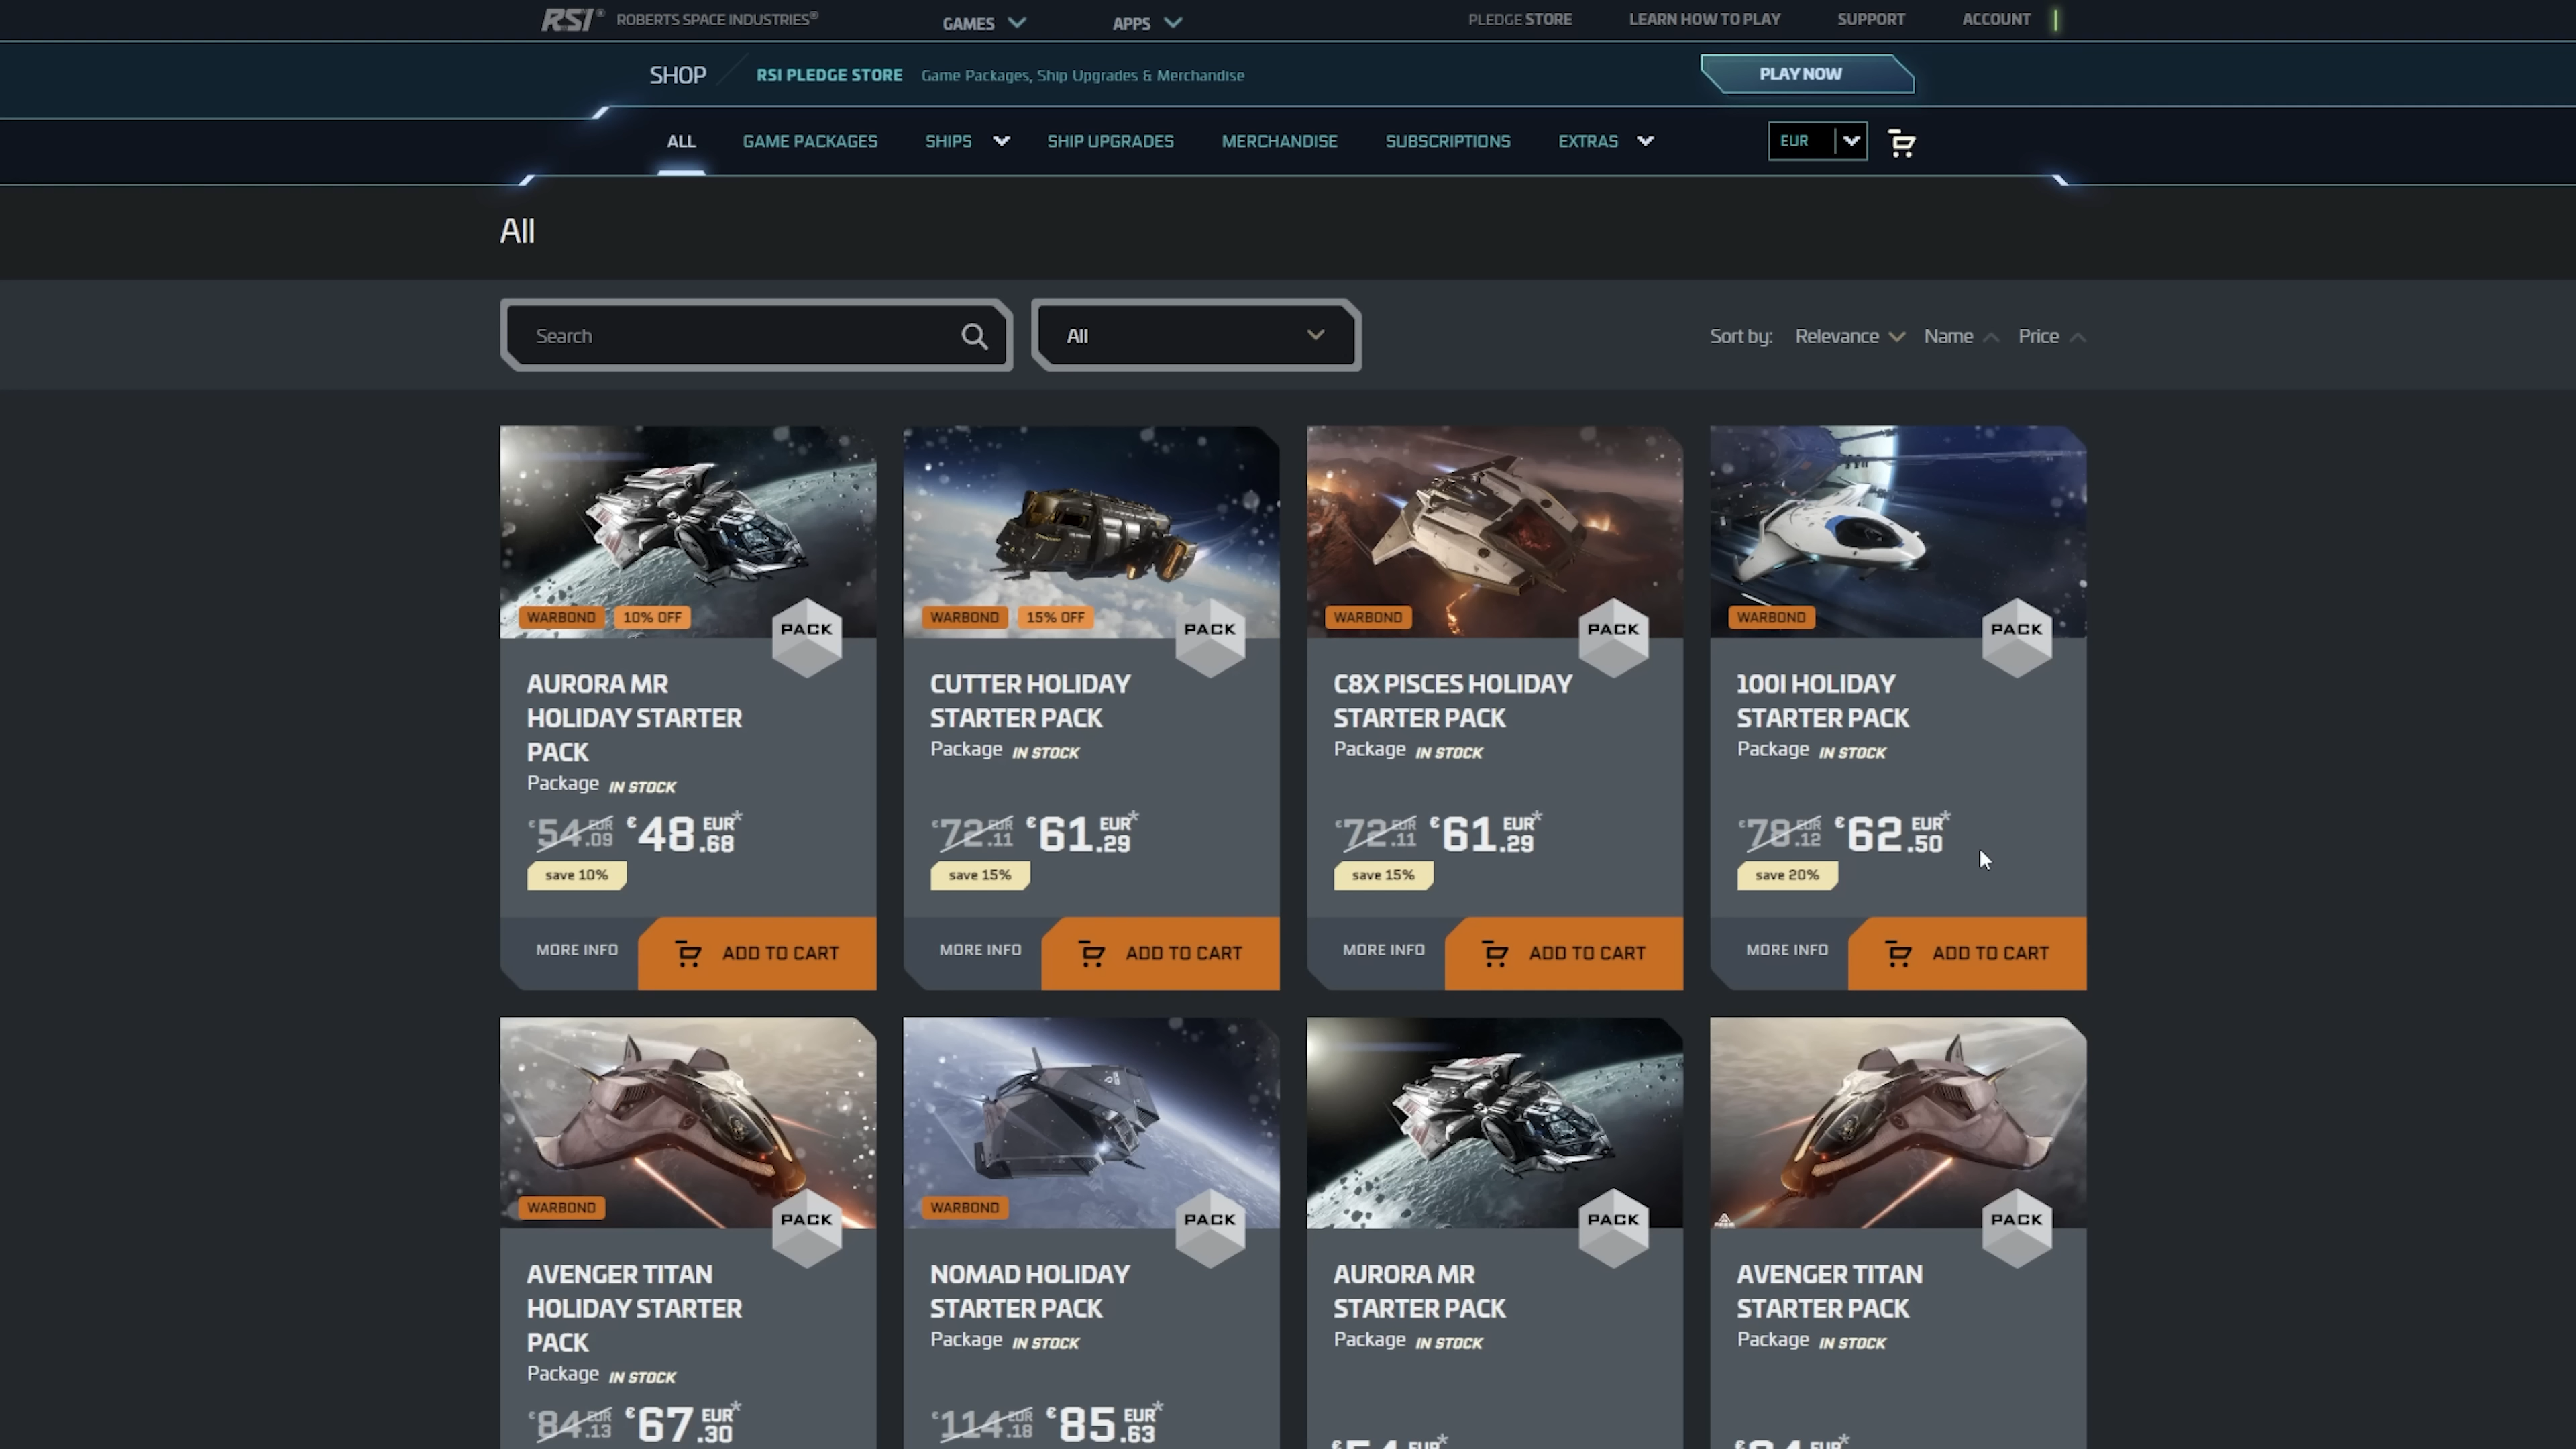 RSI® ROBERTS SPACE INDUSTRIES® GAMES APPS PLEDGE STORE LEARN HOW TO PLAY SUPPORT ACCOUNT
SHOP RSI PLEDGE STORE Game Packages, Ship Upgrades & Merchandise PLAY NOW
ALL GAME PACKAGES SHIPS SHIP UPGRADES MERCHANDISE SUBSCRIPTIONS EXTRAS EUR
All
Search All Sort by: Relevance Name Price
WARBOND 10% OFF PACK
AURORA MR
HOLIDAY STARTER
PACK
Package IN STOCK
€54.09 EUR €48.68 EUR*
save 10%
MORE INFO ADD TO CART
WARBOND 15% OFF PACK
CUTTER HOLIDAY
STARTER PACK
Package IN STOCK
€72.11 EUR €61.29 EUR*
save 15%
MORE INFO ADD TO CART
WARBOND PACK
C8X PISCES HOLIDAY
STARTER PACK
Package IN STOCK
€72.11 EUR €61.29 EUR*
save 15%
MORE INFO ADD TO CART
WARBOND PACK
100I HOLIDAY
STARTER PACK
Package IN STOCK
€78.12 EUR €62.50 EUR*
save 20%
MORE INFO ADD TO CART
WARBOND PACK
AVENGER TITAN
HOLIDAY STARTER
PACK
Package IN STOCK
€84.13 EUR €67.30 EUR*
WARBOND PACK
NOMAD HOLIDAY
STARTER PACK
Package IN STOCK
€114.18 EUR €85.63 EUR*
PACK
AURORA MR
STARTER PACK
Package IN STOCK
EUR*
PACK
AVENGER TITAN
STARTER PACK
Package IN STOCK
EUR*